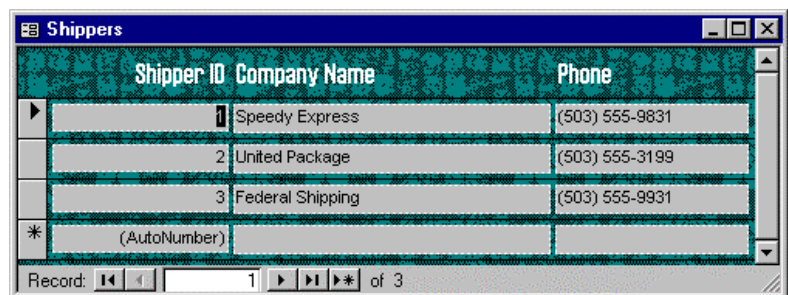 Shippers
Shipper ID Company Name Phone
1 Speedy Express (503) 555-9831
2 United Package (503) 555-3199
3 Federal Shipping (503) 555-9931
* (AutoNumber)
Record: 1 of 3